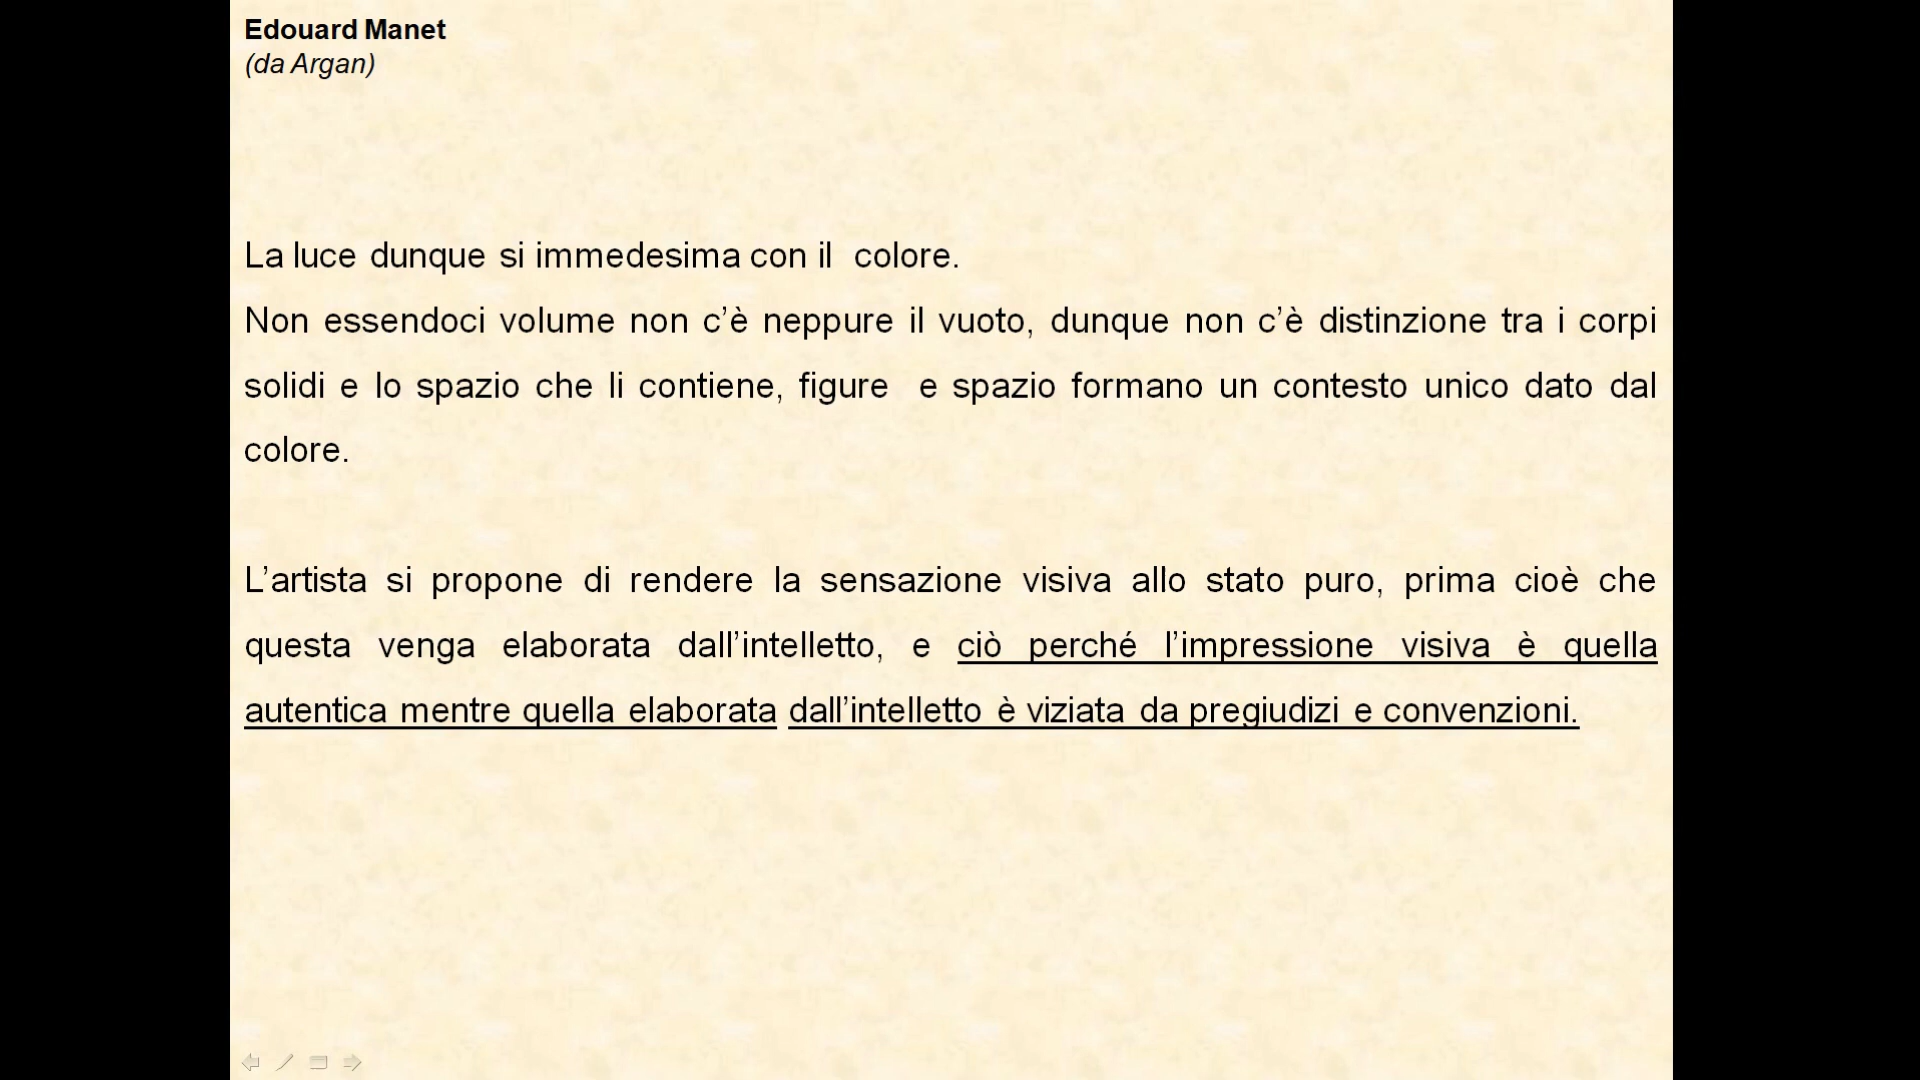 Edouard Manet
(da Argan)
La luce dunque si immedesima con il colore.
Non essendoci volume non c’è neppure il vuoto, dunque non c’è distinzione tra i corpi
solidi e lo spazio che li contiene, figure e spazio formano un contesto unico dato dal
colore.
L’artista si propone di rendere la sensazione visiva allo stato puro, prima cioè che
questa venga elaborata dall’intelletto, e ciò perché l’impressione visiva è quella
autentica mentre quella elaborata dall’intelletto è viziata da pregiudizi e convenzioni.